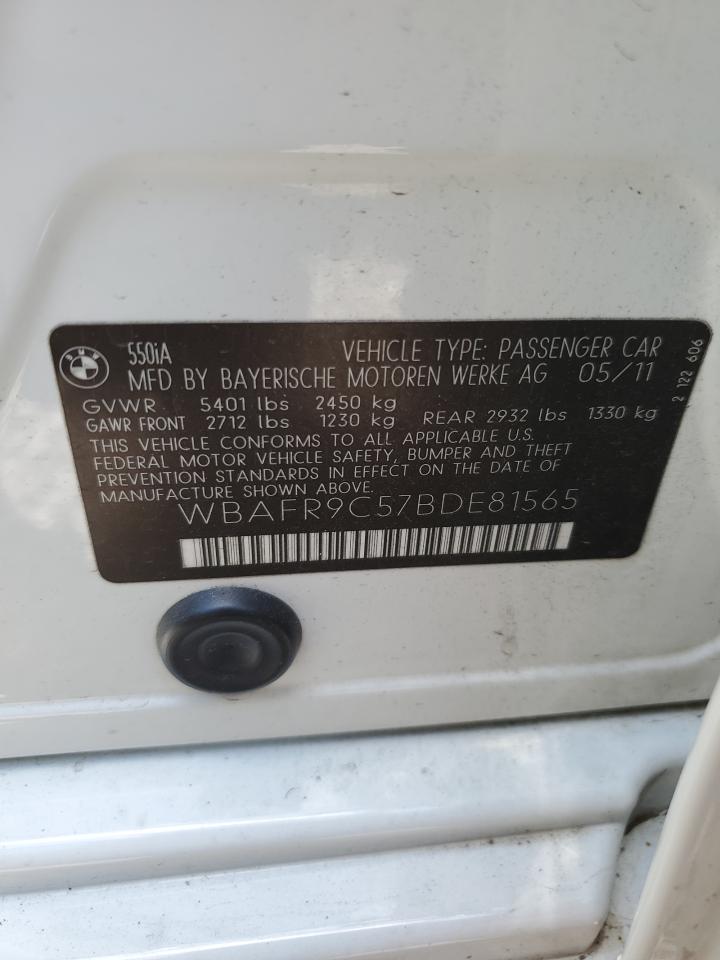 BMW
550iA
VEHICLE TYPE: PASSENGER CAR
MFD BY BAYERISCHE MOTOREN WERKE AG 05/11
GVWR 5401 lbs 2450 kg
GAWR FRONT 2712 lbs 1230 kg REAR 2932 lbs 1330 kg
THIS VEHICLE CONFORMS TO ALL APPLICABLE U.S.
FEDERAL MOTOR VEHICLE SAFETY, BUMPER AND THEFT
PREVENTION STANDARDS IN EFFECT ON THE DATE OF
MANUFACTURE SHOWN ABOVE.
WBAFR9C57BDE81565
2 122 606